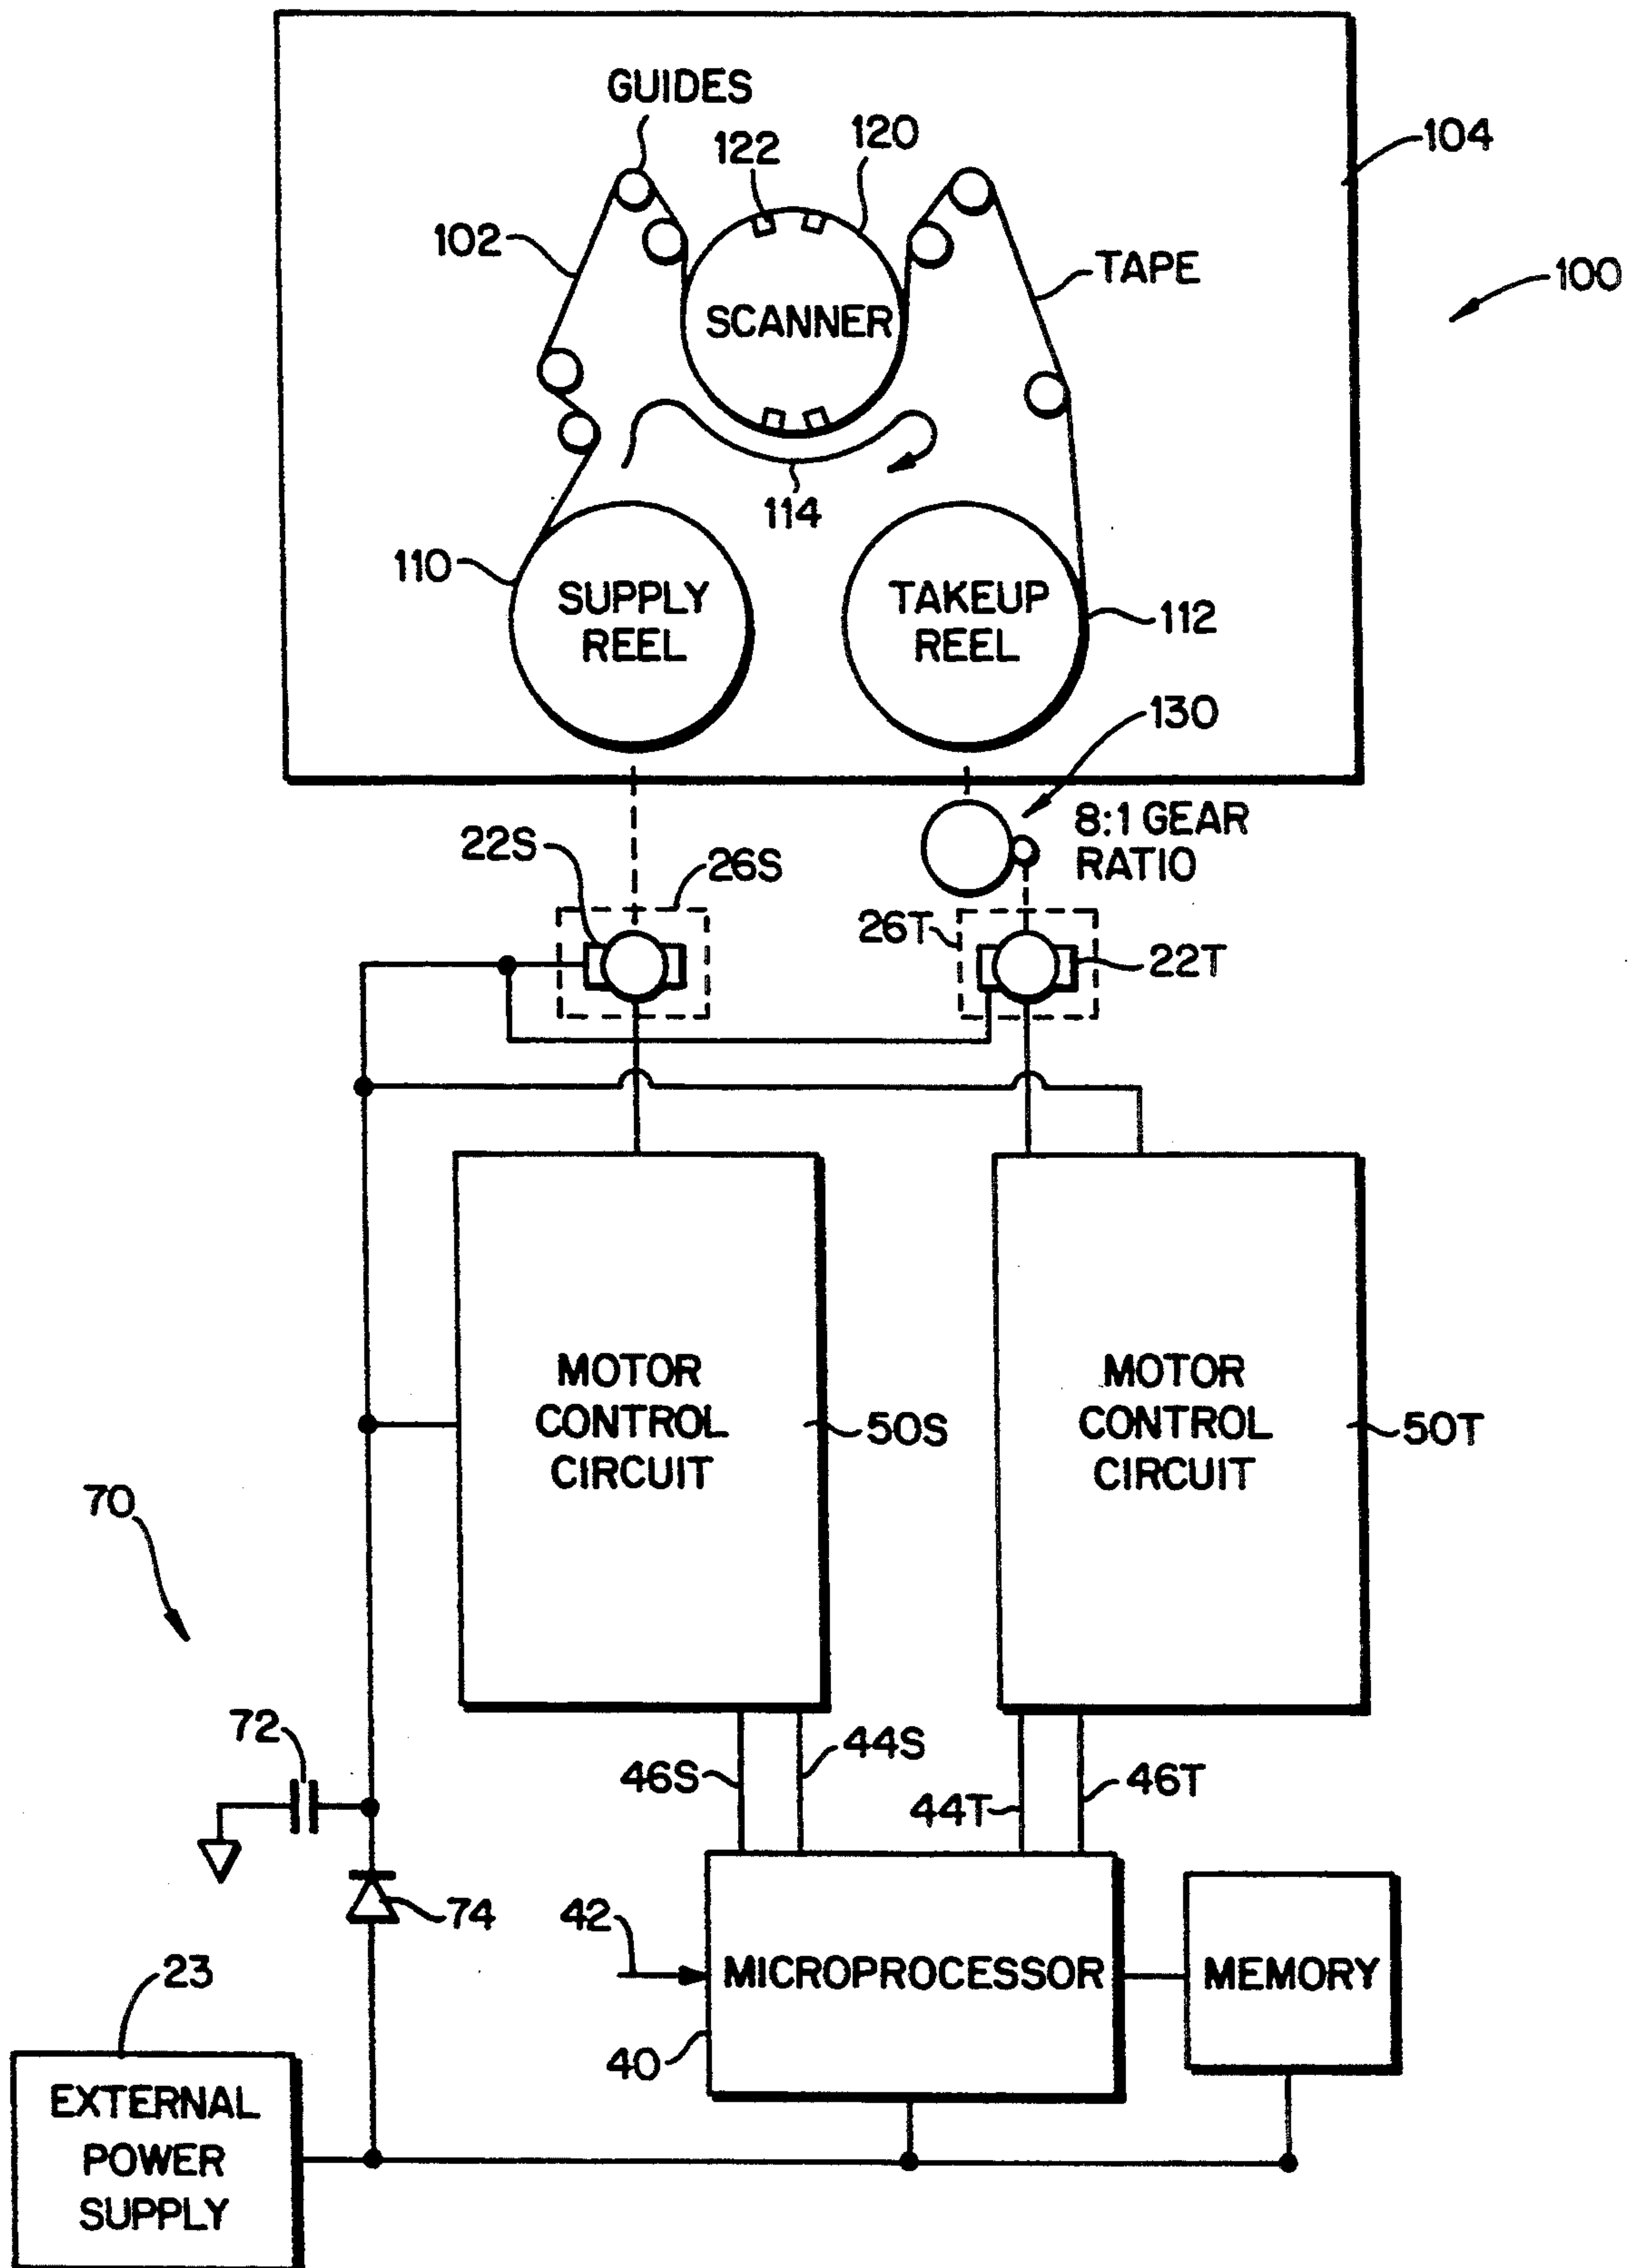 GUIDES
122
120
104
102
TAPE
100
SCANNER
114
110
SUPPLY
REEL
TAKEUP
REEL
112
130
8:1 GEAR
RATIO
22S
26S
26T
22T
MOTOR
CONTROL
CIRCUIT
50S
MOTOR
CONTROL
CIRCUIT
50T
70
72
46S
44S
44T
46T
74
42
MICROPROCESSOR
MEMORY
40
23
EXTERNAL
POWER
SUPPLY